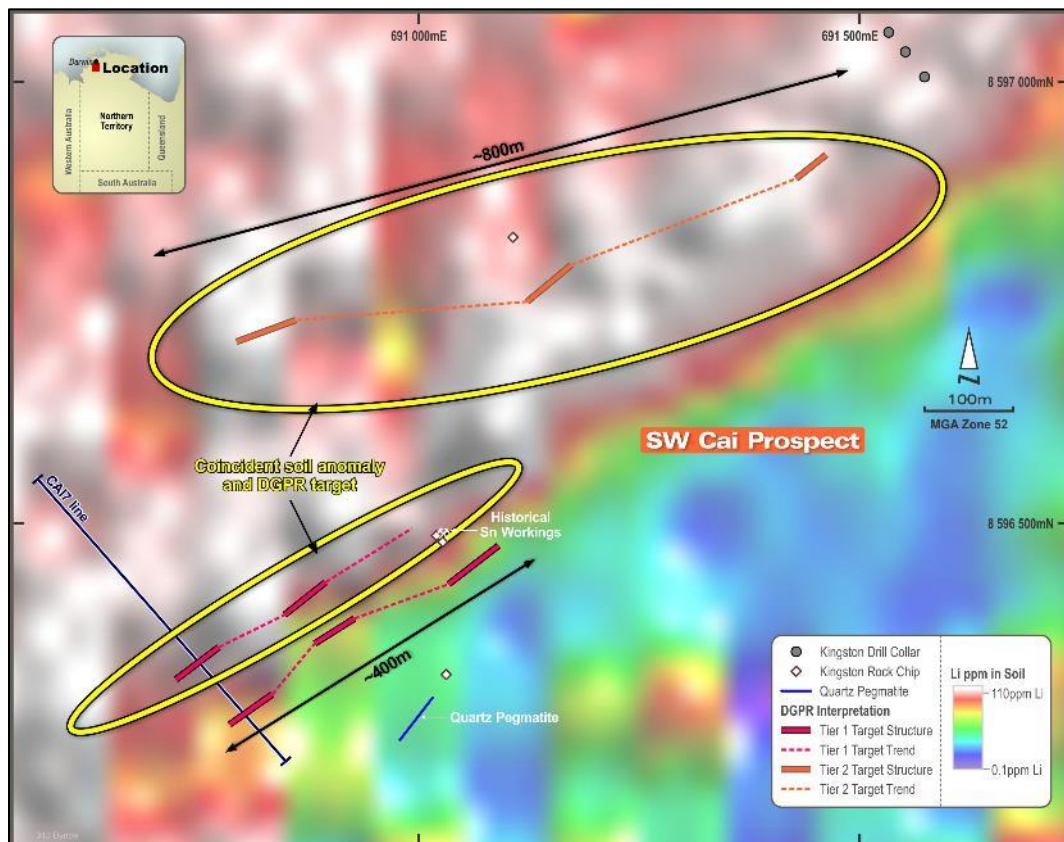 691 000mE
691 500mE
8 597 000mN
Darwin
Location
Northern
Territory
Western Australia
Queensland
South Australia
~800m
100m
MGA Zone 52
SW Cai Prospect
Coincident soil anomaly
and DGPR target
CAI7 line
Historical
Sn Workings
8 596 500mN
~400m
Quartz Pegmatite
Kingston Drill Collar
Kingston Rock Chip
Quartz Pegmatite
DGPR Interpretation
Tier 1 Target Structure
Tier 1 Target Trend
Tier 2 Target Structure
Tier 2 Target Trend
Li ppm in Soil
110ppm Li
0.1ppm Li